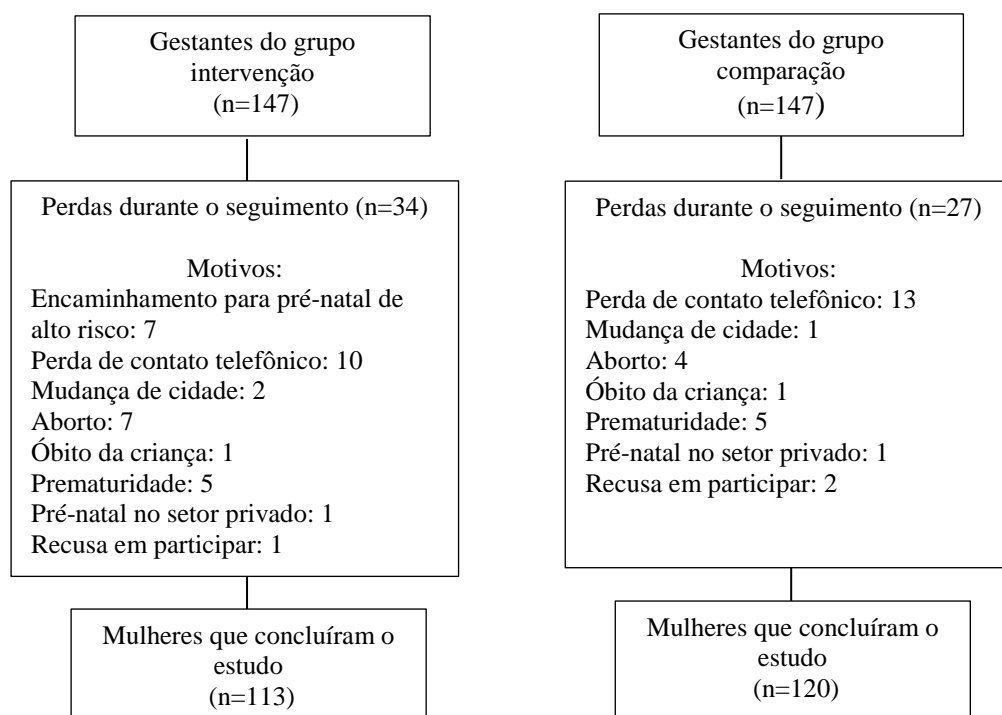 Gestantes do grupo
intervenção
(n=147)
Perdas durante o seguimento (n=34)
Motivos:
Encaminhamento para pré-natal de
alto risco: 7
Perda de contato telefônico: 10
Mudança de cidade: 2
Aborto: 7
Óbito da criança: 1
Prematuridade: 5
Pré-natal no setor privado: 1
Recusa em participar: 1
Mulheres que concluíram o
estudo
(n=113)
Gestantes do grupo
comparação
(n=147)
Perdas durante o seguimento (n=27)
Motivos:
Perda de contato telefônico: 13
Mudança de cidade: 1
Aborto: 4
Óbito da criança: 1
Prematuridade: 5
Pré-natal no setor privado: 1
Recusa em participar: 2
Mulheres que concluíram o
estudo
(n=120)